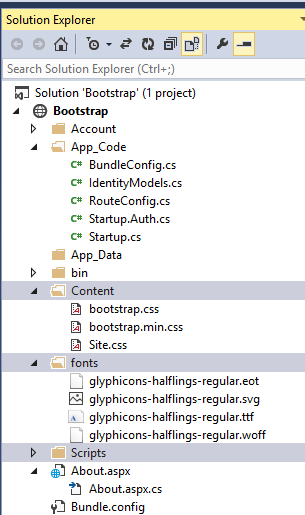 Solution Explorer
Search Solution Explorer (Ctrl+;)
Solution 'Bootstrap' (1 project)
Bootstrap
Account
App_Code
BundleConfig.cs
IdentityModels.cs
RouteConfig.cs
Startup.Auth.cs
Startup.cs
App_Data
bin
Content
bootstrap.css
bootstrap.min.css
Site.css
fonts
glyphicons-halflings-regular.eot
glyphicons-halflings-regular.svg
glyphicons-halflings-regular.ttf
glyphicons-halflings-regular.woff
Scripts
About.aspx
About.aspx.cs
Bundle.config